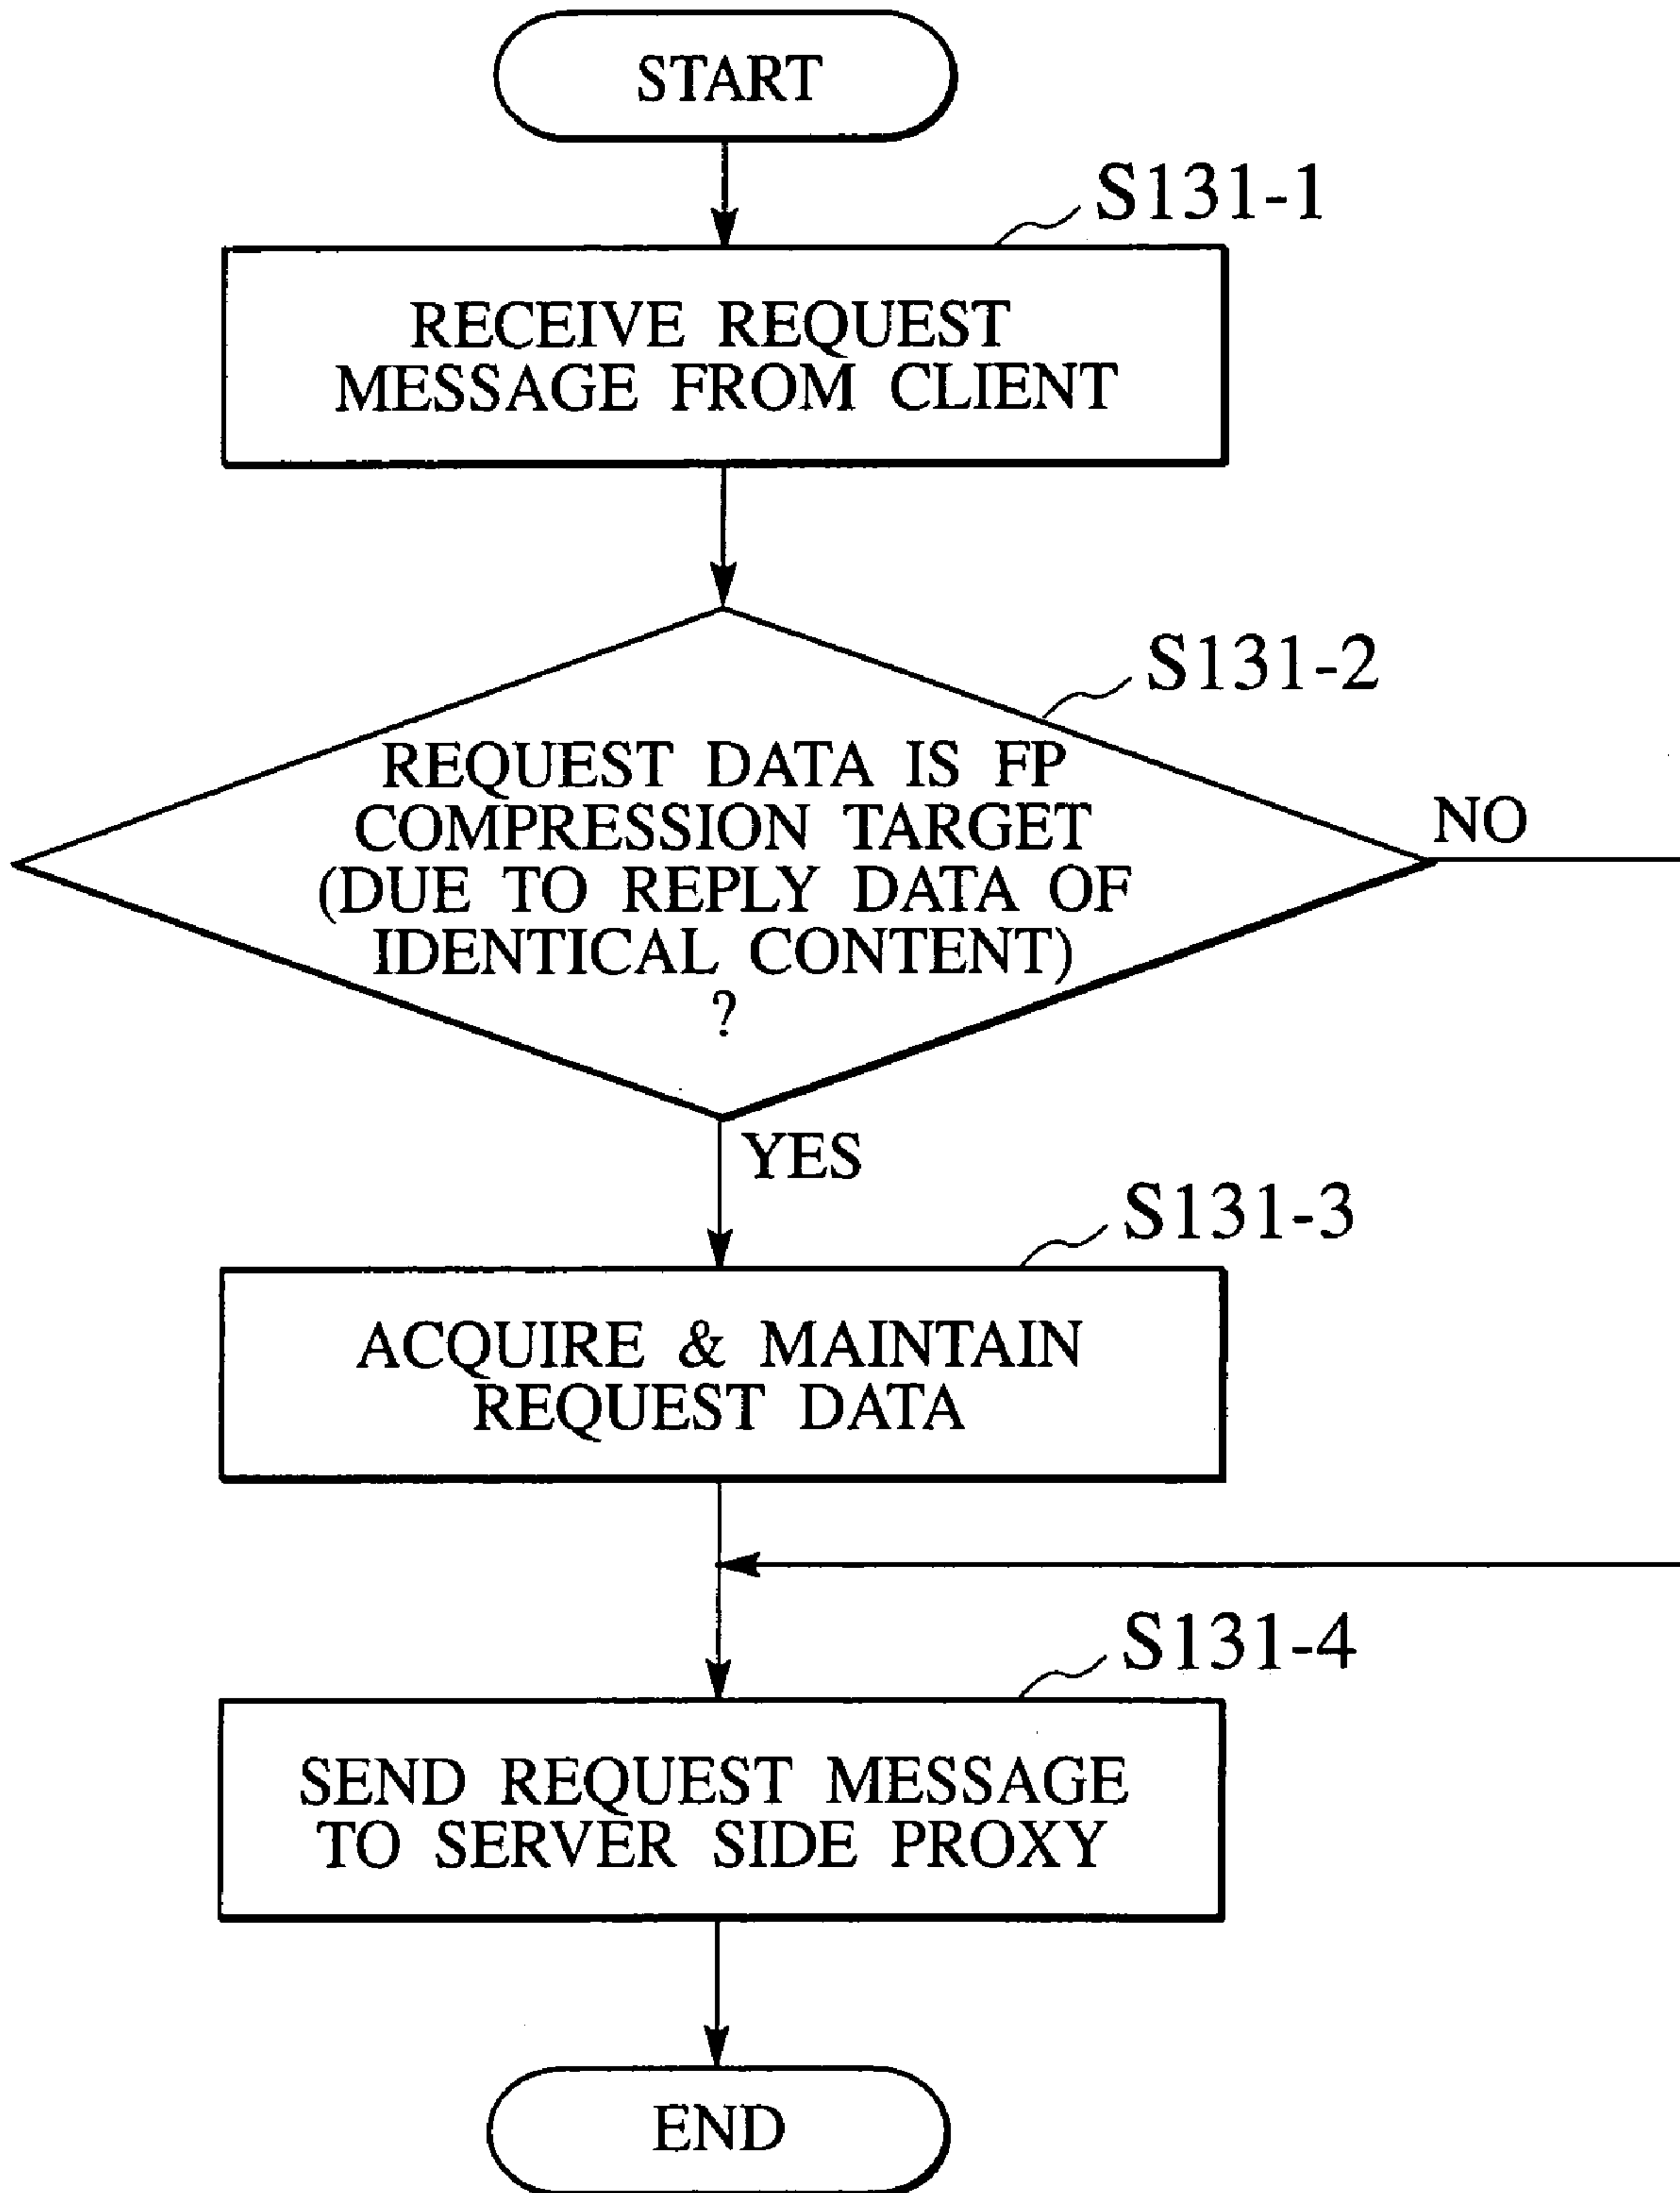 START
S131-1
RECEIVE REQUEST
MESSAGE FROM CLIENT
S131-2
REQUEST DATA IS FP
COMPRESSION TARGET
(DUE TO REPLY DATA OF
IDENTICAL CONTENT)
?
NO
YES
S131-3
ACQUIRE & MAINTAIN
REQUEST DATA
S131-4
SEND REQUEST MESSAGE
TO SERVER SIDE PROXY
END